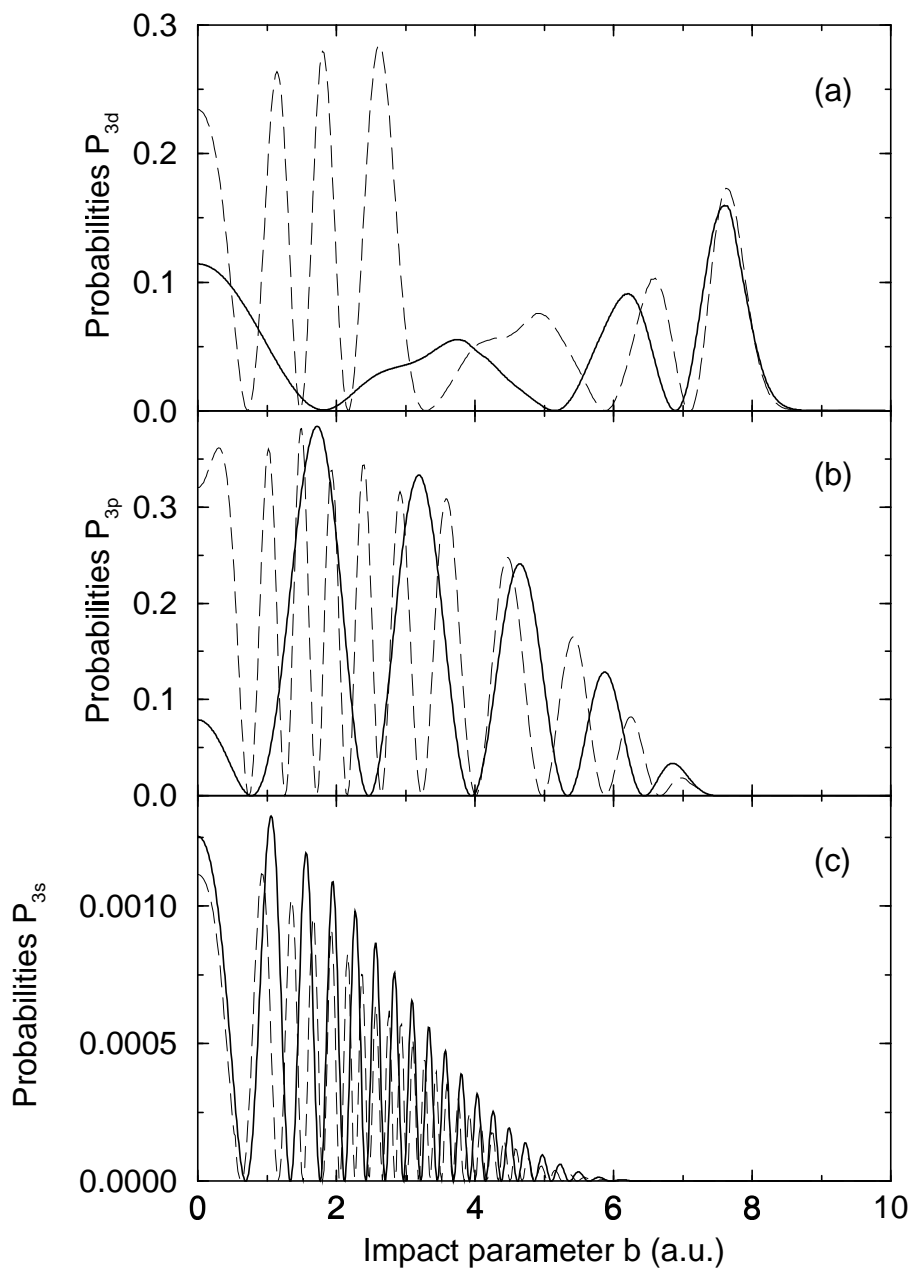 0.3
(a)
0.2
Probabilities P3d
0.1
0.0
(b)
0.3
Probabilities P3p
0.2
0.1
0.0
(c)
0.0010
Probabilities P3s
0.0005
0.0000
0 2 4 6 8 10
Impact parameter b (a.u.)